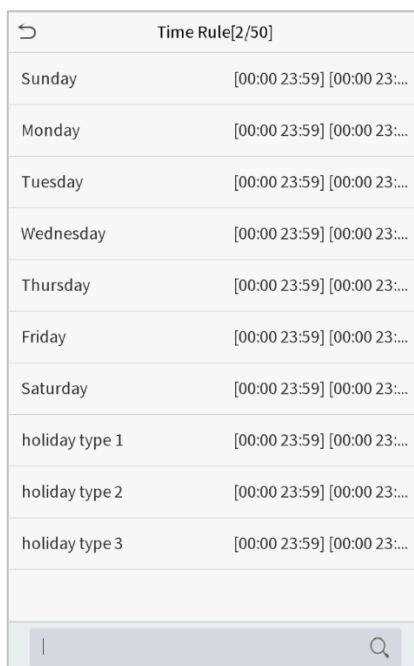 Time Rule[2/50]
Sunday [00:00 23:59] [00:00 23:...
Monday [00:00 23:59] [00:00 23:...
Tuesday [00:00 23:59] [00:00 23:...
Wednesday [00:00 23:59] [00:00 23:...
Thursday [00:00 23:59] [00:00 23:...
Friday [00:00 23:59] [00:00 23:...
Saturday [00:00 23:59] [00:00 23:...
holiday type 1 [00:00 23:59] [00:00 23:...
holiday type 2 [00:00 23:59] [00:00 23:...
holiday type 3 [00:00 23:59] [00:00 23:...